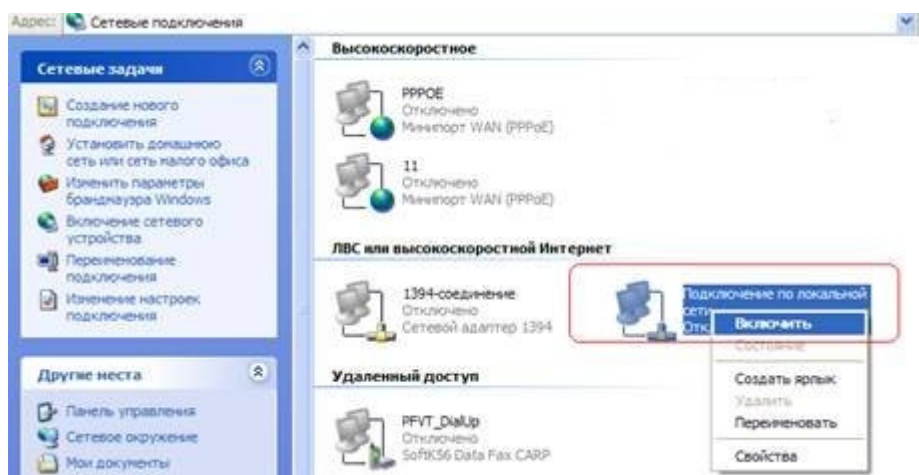 Адрес: Сетевые подключения
Сетевые задачи
Создание нового
подключения
Установить домашнюю
сеть или сеть малого офиса
Изменить параметры
брандмауэра Windows
Включение сетевого
устройства
Переименование
подключения
Изменение настроек
подключения
Другие места
Панель управления
Сетевое окружение
Мои документы
Высокоскоростное
PPPOE
Отключено
Минипорт WAN (PPPoE)
11
Отключено
Минипорт WAN (PPPoE)
ЛВС или высокоскоростной Интернет
1394-соединение
Отключено
Сетевой адаптер 1394
Подключение по локальной
сети
Отк
Включить
Состояние
Создать ярлык
Удалить
Переименовать
Свойства
Удаленный доступ
PFVT_DialUp
Отключено
SoftK56 Data Fax CARP